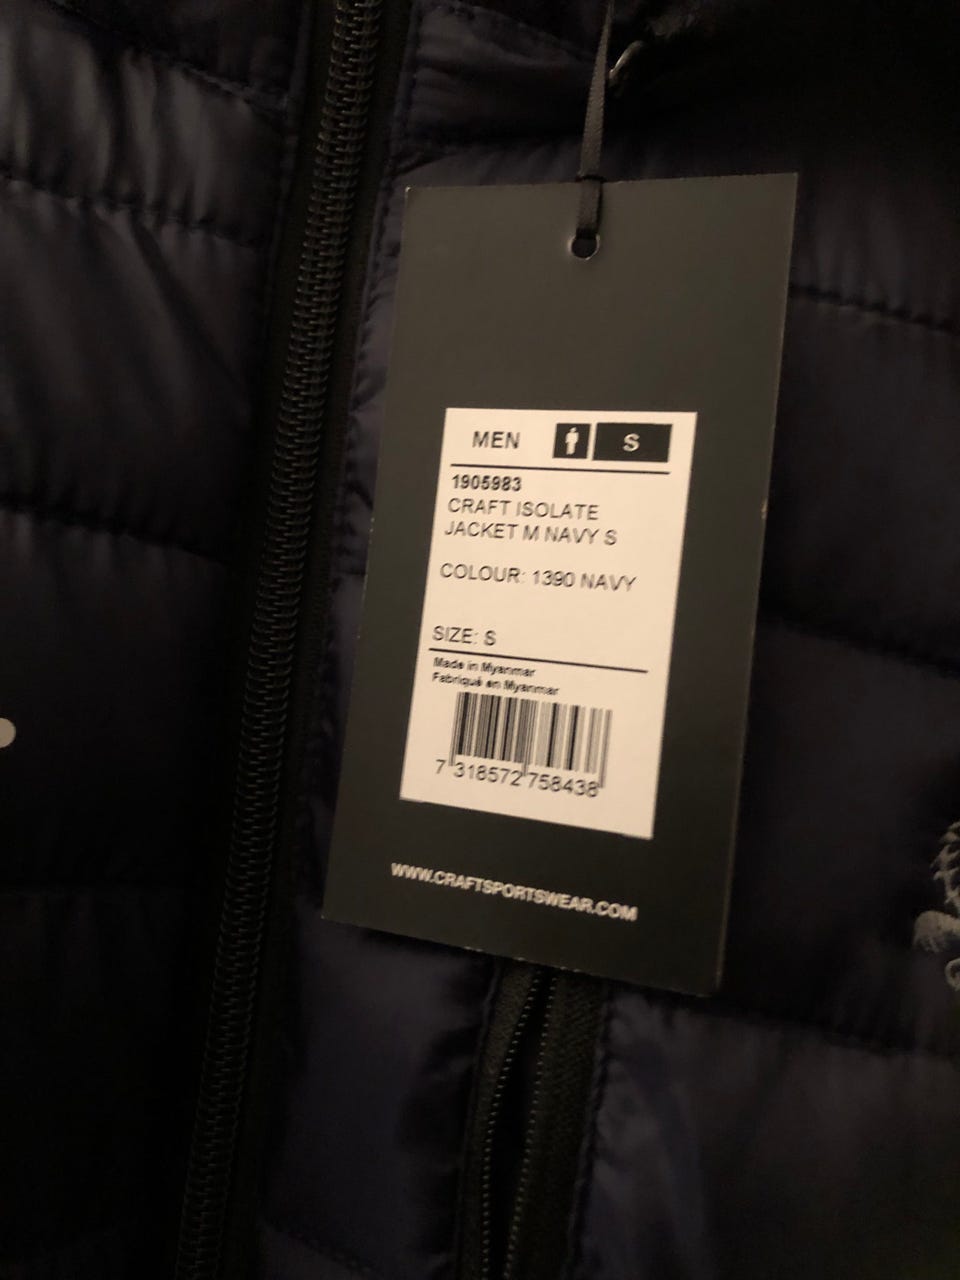 MEN S
1905983
CRAFT ISOLATE
JACKET M NAVY S
COLOUR: 1390 NAVY
SIZE: S
Made in Myanmar
Fabriqué en Myanmar
7 318572 758438
WWW.CRAFTSPORTSWEAR.COM